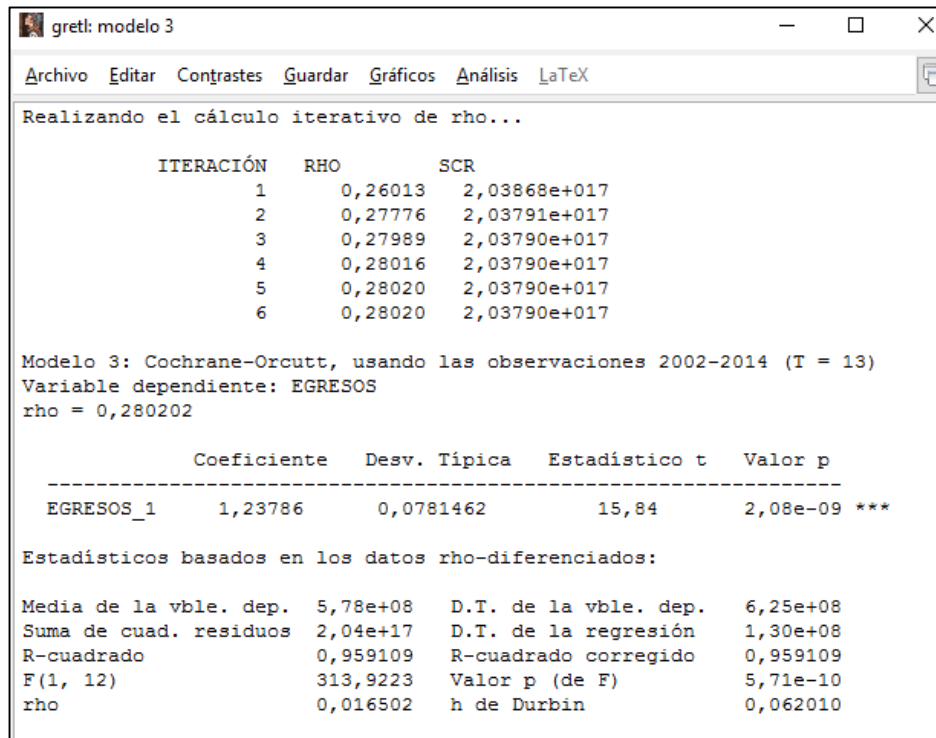 gretl: modelo 3
Archivo Editar Contrastes Guardar Gráficos Análisis LaTeX
Realizando el cálculo iterativo de rho...
ITERACIÓN RHO SCR
1 0,26013 2,03868e+017
2 0,27776 2,03791e+017
3 0,27989 2,03790e+017
4 0,28016 2,03790e+017
5 0,28020 2,03790e+017
6 0,28020 2,03790e+017
Modelo 3: Cochrane-Orcutt, usando las observaciones 2002-2014 (T = 13)
Variable dependiente: EGRESOS
rho = 0,280202
Coeficiente Desv. Típica Estadístico t Valor p
----------------------------------------------------------------
EGRESOS_1 1,23786 0,0781462 15,84 2,08e-09 ***
Estadísticos basados en los datos rho-diferenciados:
Media de la vble. dep. 5,78e+08 D.T. de la vble. dep. 6,25e+08
Suma de cuad. residuos 2,04e+17 D.T. de la regresión 1,30e+08
R-cuadrado 0,959109 R-cuadrado corregido 0,959109
F(1, 12) 313,9223 Valor p (de F) 5,71e-10
rho 0,016502 h de Durbin 0,062010